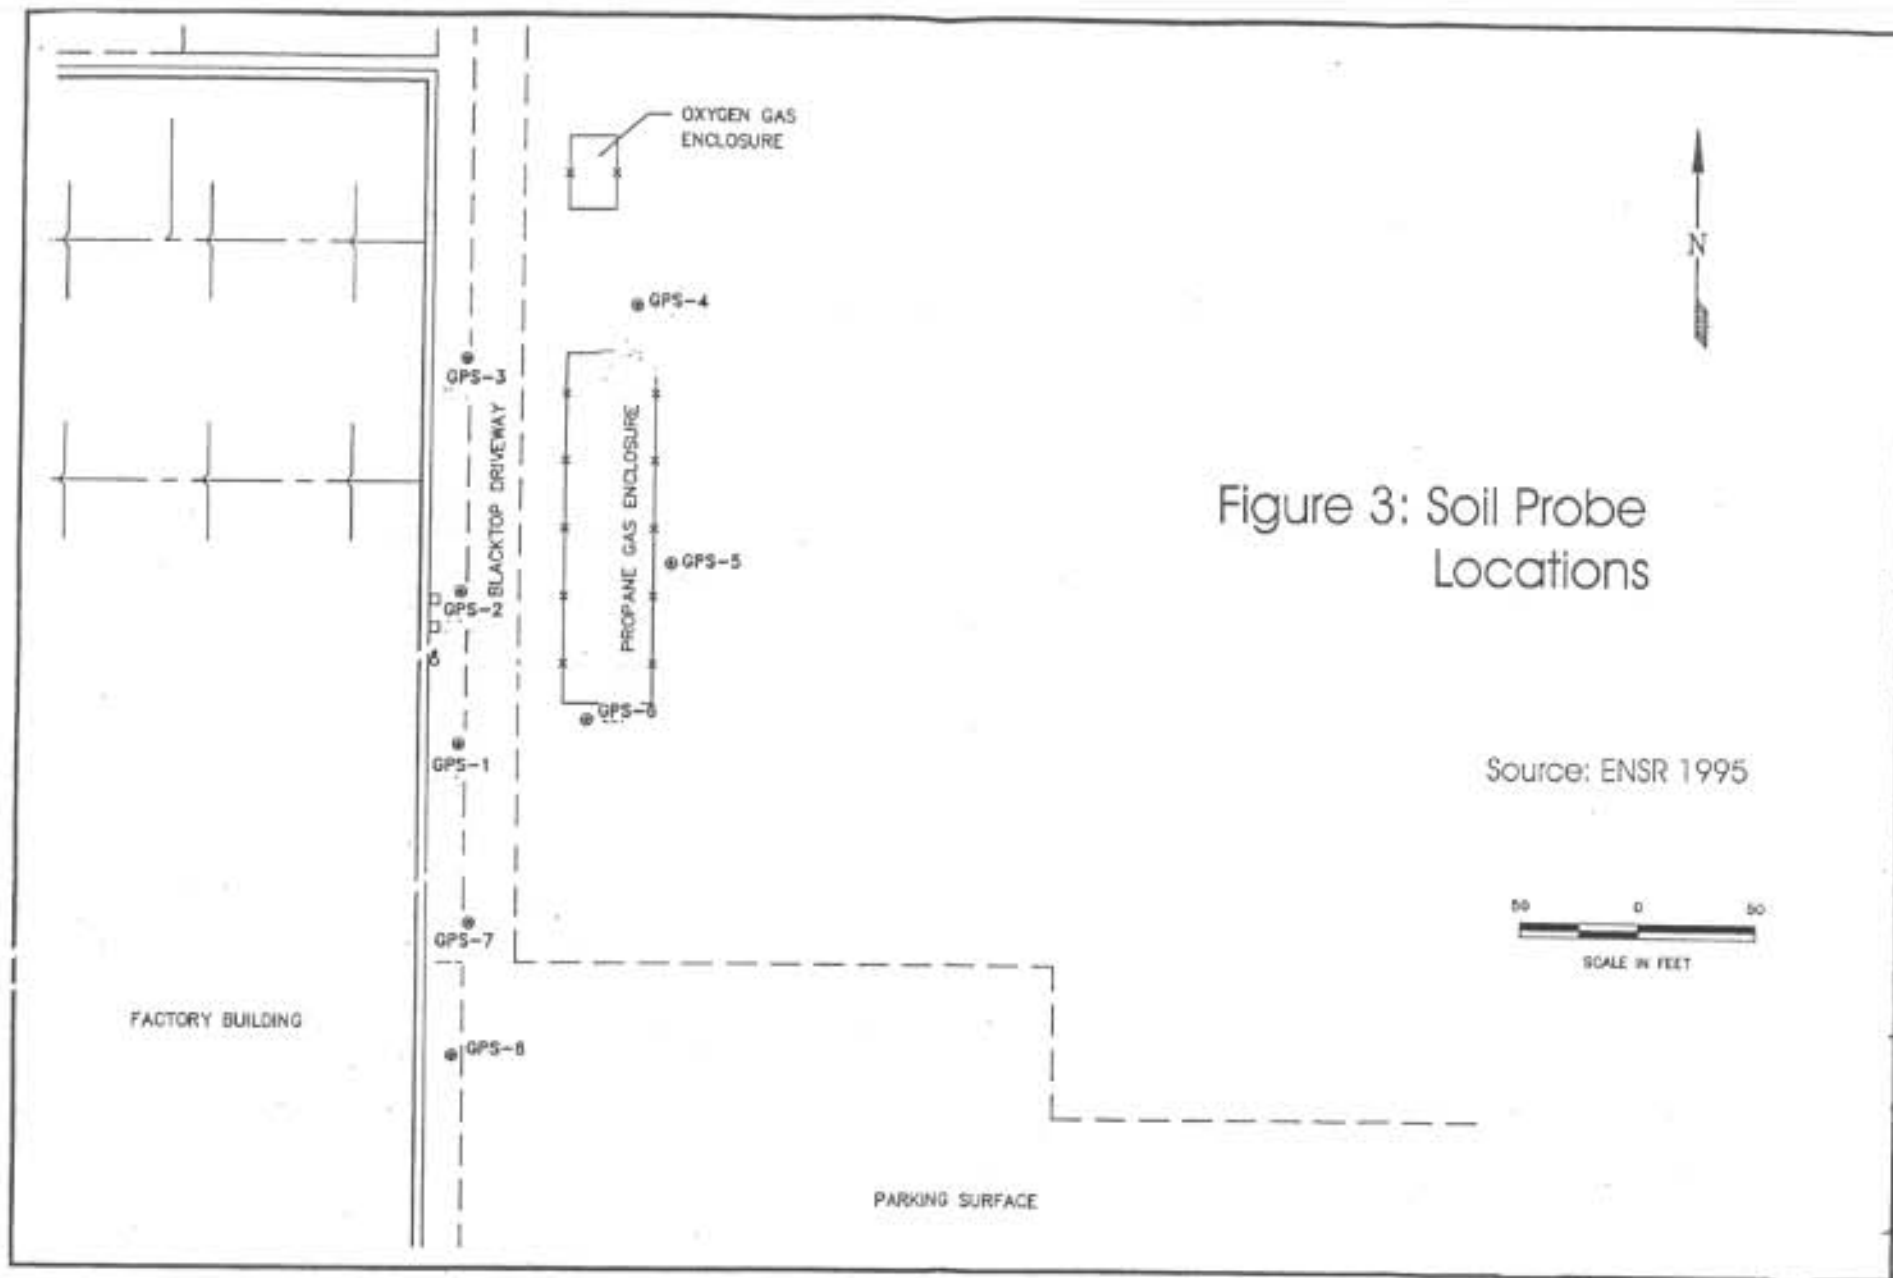 OXYGEN GAS
ENCLOSURE
N
GPS-4
GPS-3
BLACKTOP DRIVEWAY
PROPANE GAS ENCLOSURE
Figure 3: Soil Probe
Locations
GPS-5
GPS-2
GPS-6
GPS-1
Source: ENSR 1995
50 0 50
SCALE IN FEET
GPS-7
FACTORY BUILDING
GPS-8
PARKING SURFACE